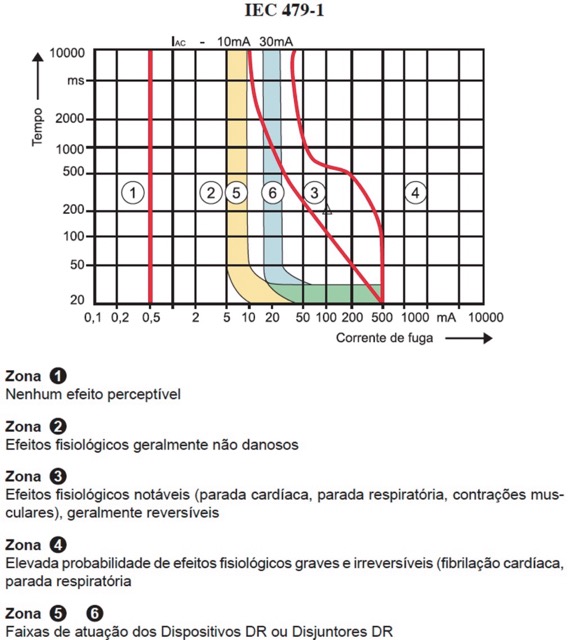 IEC 479-1
IAC - 10mA 30mA
10000
ms
2000
1000
500
200
100
50
20
Tempo
1 2 5 6 3 4
0,1 0,2 0,5 2 5 10 20 50 100 200 500 1000 mA 10000
Corrente de fuga
Zona 1
Nenhum efeito perceptível
Zona 2
Efeitos fisiológicos geralmente não danosos
Zona 3
Efeitos fisiológicos notáveis (parada cardíaca, parada respiratória, contrações mus-
culares), geralmente reversíveis
Zona 4
Elevada probabilidade de efeitos fisiológicos graves e irreversíveis (fibrilação cardíaca,
parada respiratória
Zona 5 6
Faixas de atuação dos Dispositivos DR ou Disjuntores DR